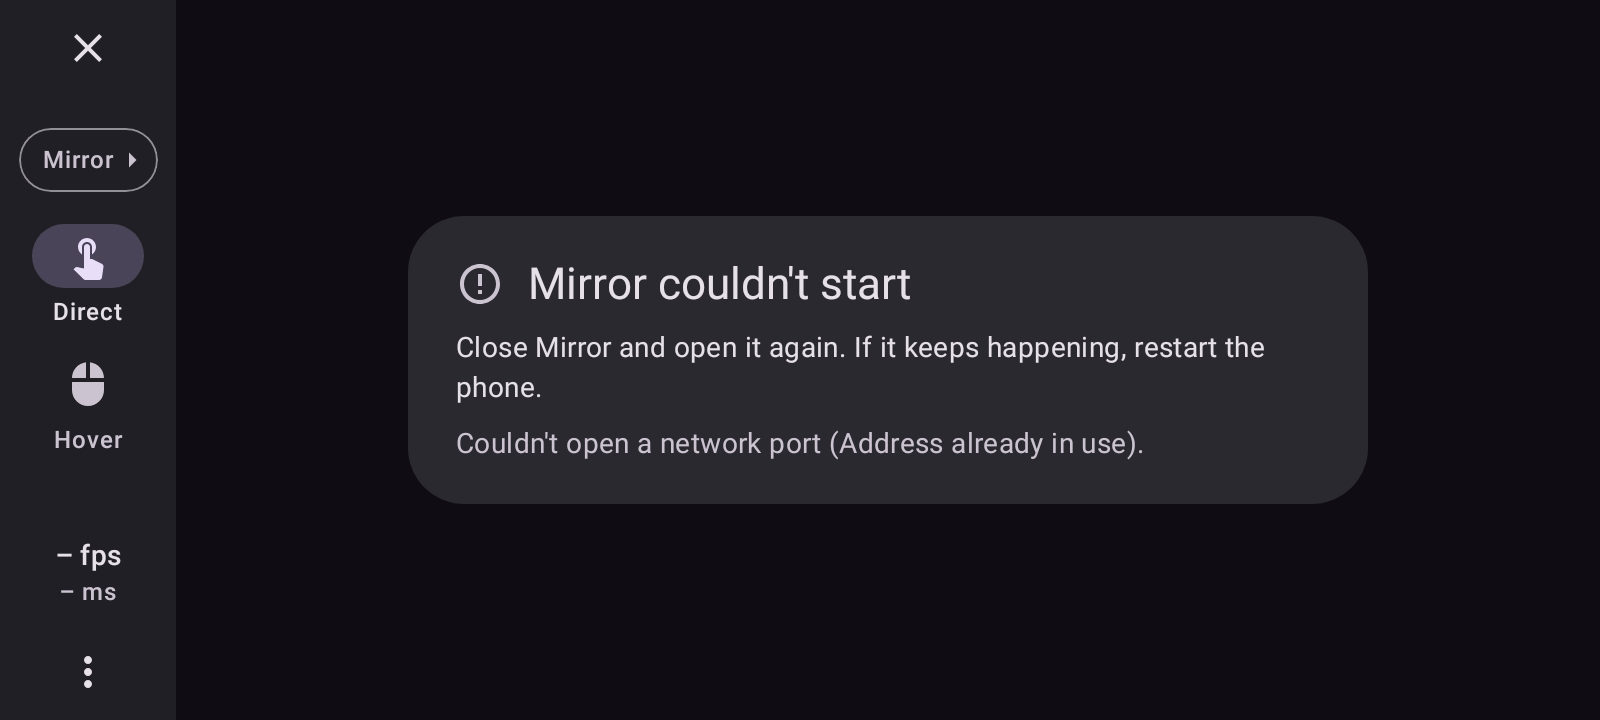 Mirror
Direct
Hover
– fps
– ms
Mirror couldn't start
Close Mirror and open it again. If it keeps happening, restart the
phone.
Couldn't open a network port (Address already in use).